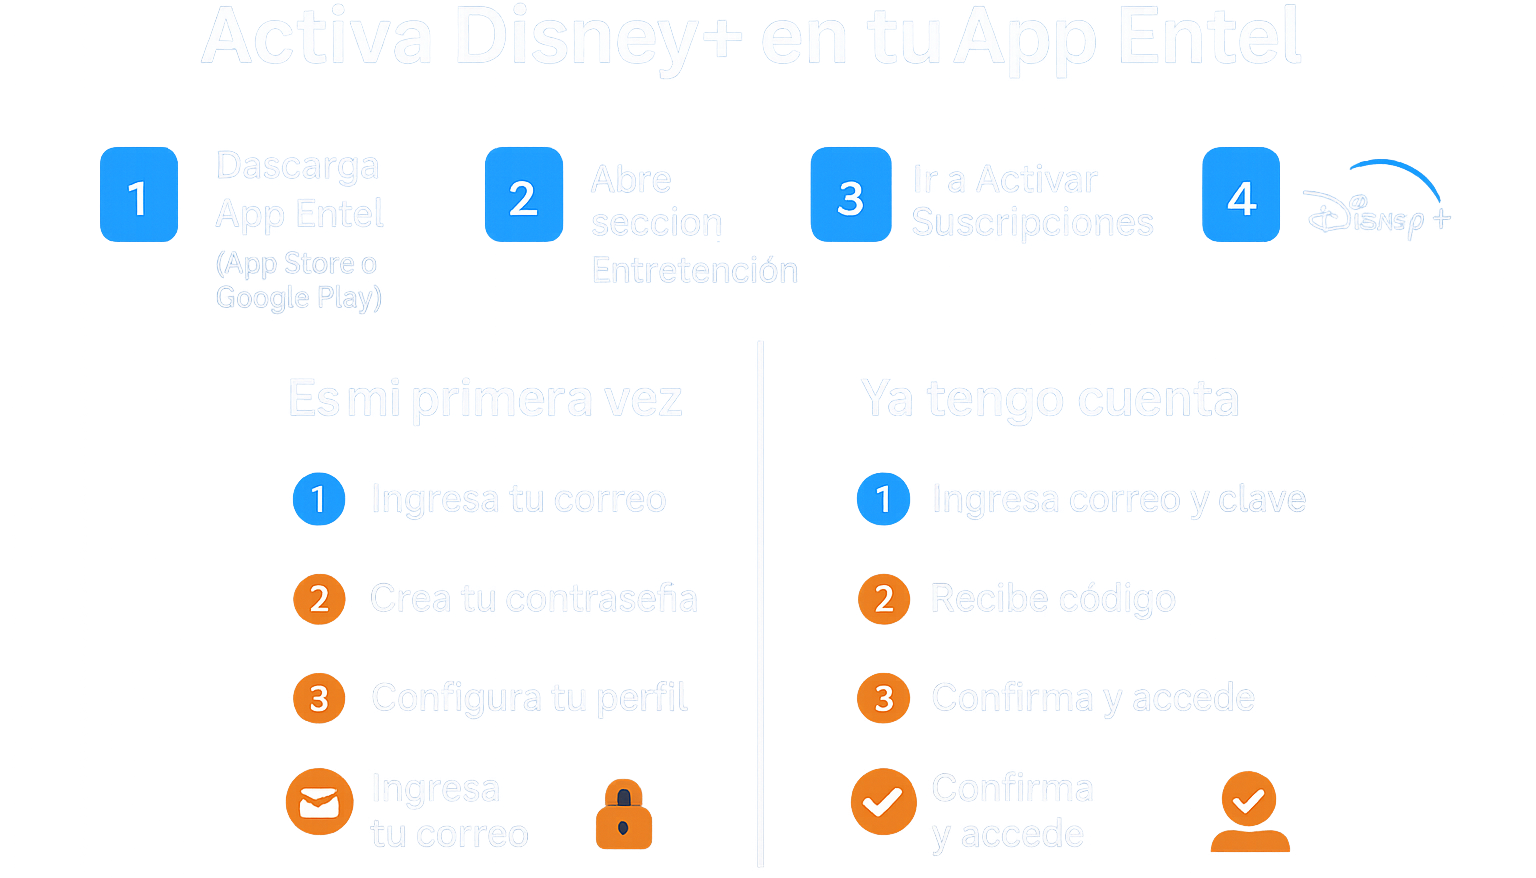 Activa Disney+ en tu App Entel
1
Dascarga
App Entel
(App Store o
Google Play)
2
Abre
seccion
Entretención
3
Ir a Activar
Suscripciones
4
Disnep +
Es mi primera vez
1 Ingresa tu correo
2 Crea tu contraseña
3 Configura tu perfil
Ingresa
tu correo
Ya tengo cuenta
1 Ingresa correo y clave
2 Recibe código
3 Confirma y accede
Confirma
y accede